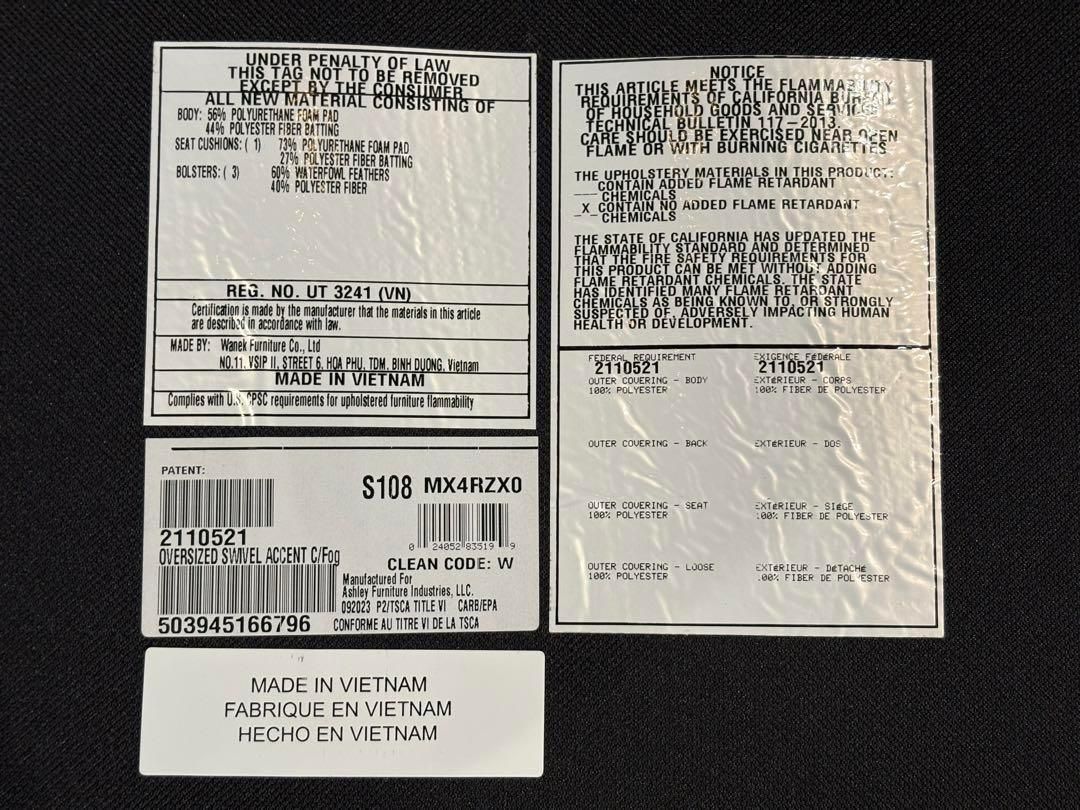 UNDER PENALTY OF LAW
THIS TAG NOT TO BE REMOVED
EXCEPT BY THE CONSUMER
ALL NEW MATERIAL CONSISTING OF
BODY: 56% POLYURETHANE FOAM PAD
44% POLYESTER FIBER BATTING
SEAT CUSHIONS: ( 1) 73% POLYURETHANE FOAM PAD
27% POLYESTER FIBER BATTING
BOLSTERS: ( 3) 60% WATERFOWL FEATHERS
40% POLYESTER FIBER
REG. NO. UT 3241 (VN)
Certification is made by the manufacturer that the materials in this article
are described in accordance with law.
MADE BY: Wanek Furniture Co., Ltd
NO.11, VSIP II, STREET 6, HOA PHU, TDM, BINH DUONG, Vietnam
MADE IN VIETNAM
Complies with U.S. CPSC requirements for upholstered furniture flammability
PATENT:
S108 MX4RZX0
2110521
0 24052 83519 9
OVERSIZED SWIVEL ACCENT C/Fog
CLEAN CODE: W
Manufactured For
Ashley Furniture Industries, LLC.
092023 P2/TSCA TITLE VI CARB/EPA
503945166796 CONFORME AU TITRE VI DE LA TSCA
MADE IN VIETNAM
FABRIQUE EN VIETNAM
HECHO EN VIETNAM
NOTICE
THIS ARTICLE MEETS THE FLAMMABILITY
REQUIREMENTS OF CALIFORNIA BUREAU
OF HOUSEHOLD GOODS AND SERVICES
TECHNICAL BULLETIN 117-2013.
CARE SHOULD BE EXERCISED NEAR OPEN
FLAME OR WITH BURNING CIGARETTES
THE UPHOLSTERY MATERIALS IN THIS PRODUCT:
___ CONTAIN ADDED FLAME RETARDANT
CHEMICALS
_X_ CONTAIN NO ADDED FLAME RETARDANT
CHEMICALS
THE STATE OF CALIFORNIA HAS UPDATED THE
FLAMMABILITY STANDARD AND DETERMINED
THAT THE FIRE SAFETY REQUIREMENTS FOR
THIS PRODUCT CAN BE MET WITHOUT ADDING
FLAME RETARDANT CHEMICALS. THE STATE
HAS IDENTIFIED MANY FLAME RETARDANT
CHEMICALS AS BEING KNOWN TO, OR STRONGLY
SUSPECTED OF, ADVERSELY IMPACTING HUMAN
HEALTH OR DEVELOPMENT.
FEDERAL REQUIREMENT EXIGENCE FéDéRALE
2110521 2110521
OUTER COVERING - BODY EXTéRIEUR - CORPS
100% POLYESTER 100% FIBER DE POLYESTER
OUTER COVERING - BACK EXTéRIEUR - DOS
OUTER COVERING - SEAT EXTéRIEUR - SIèGE
100% POLYESTER 100% FIBER DE POLYESTER
OUTER COVERING - LOOSE EXTéRIEUR - DéTACHé
100% POLYESTER 100% FIBER DE POLYESTER